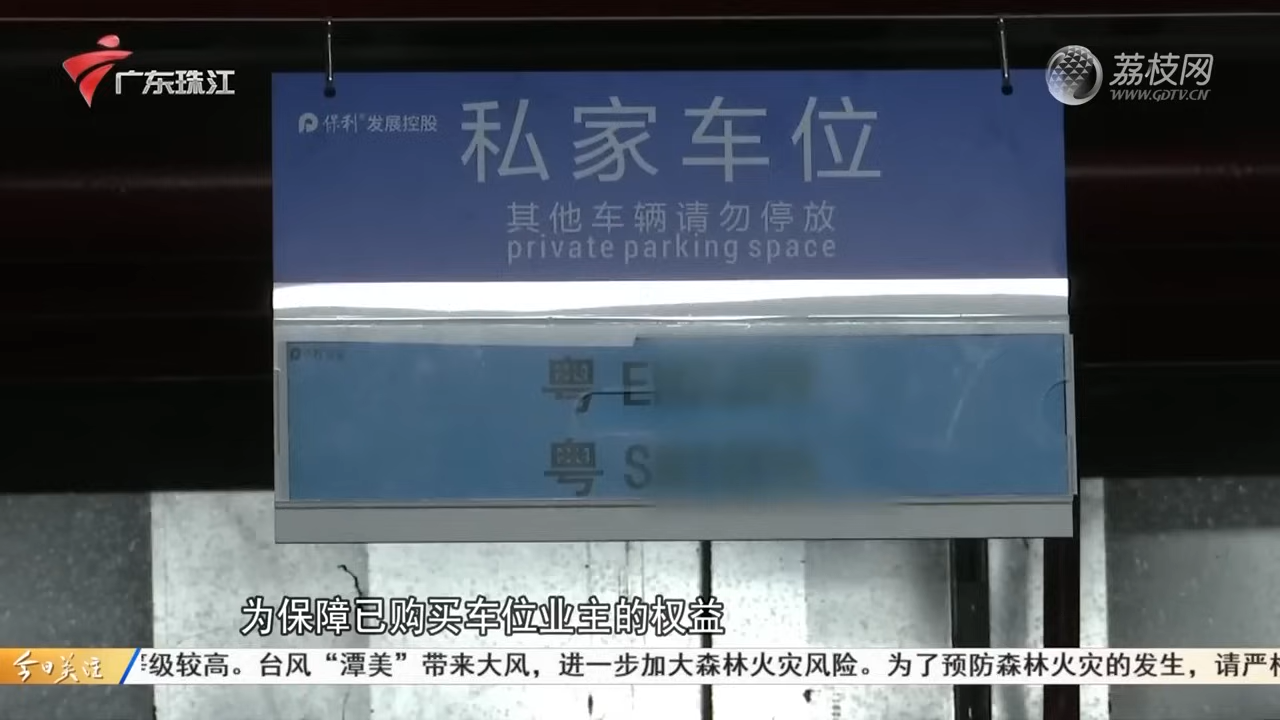 广东珠江
荔枝网
WWW.GDTV.CN
保利®发展控股
私家车位
其他车辆请勿停放
private parking space
粤 E
粤 S
为保障已购买车位业主的权益
今日关注
等级较高。台风“潭美”带来大风，进一步加大森林火灾风险。为了预防森林火灾的发生，请严格